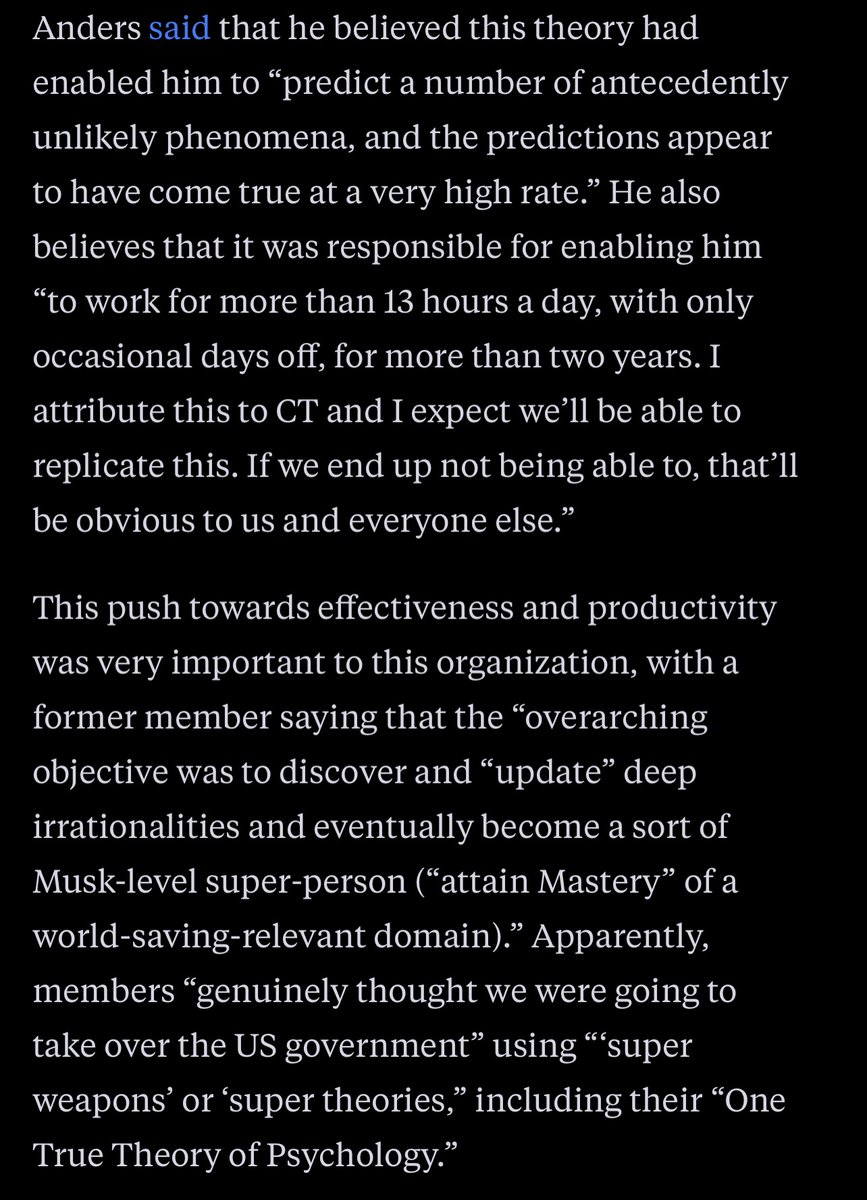 Anders said that he believed this theory had
enabled him to “predict a number of antecedently
unlikely phenomena, and the predictions appear
to have come true at a very high rate.” He also
believes that it was responsible for enabling him
“to work for more than 13 hours a day, with only
occasional days off, for more than two years. I
attribute this to CT and I expect we’ll be able to
replicate this. If we end up not being able to, that’ll
be obvious to us and everyone else.”
This push towards effectiveness and productivity
was very important to this organization, with a
former member saying that the “overarching
objective was to discover and “update” deep
irrationalities and eventually become a sort of
Musk-level super-person (“attain Mastery” of a
world-saving-relevant domain).” Apparently,
members “genuinely thought we were going to
take over the US government” using “‘super
weapons’ or ‘super theories,” including their “One
True Theory of Psychology.”